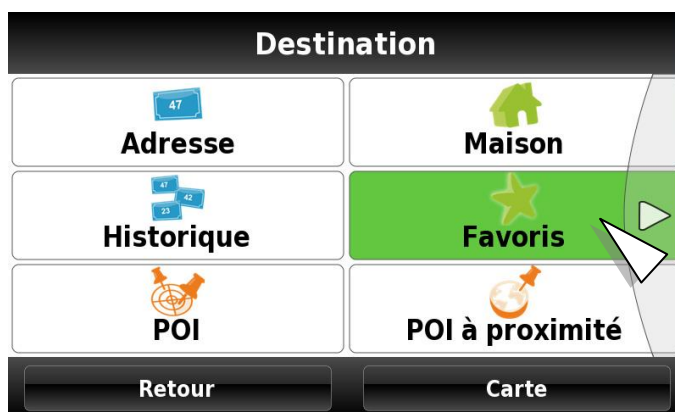 Destination
47
Adresse
Maison
47
42
23
Historique
Favoris
POI
POI à proximité
Retour
Carte